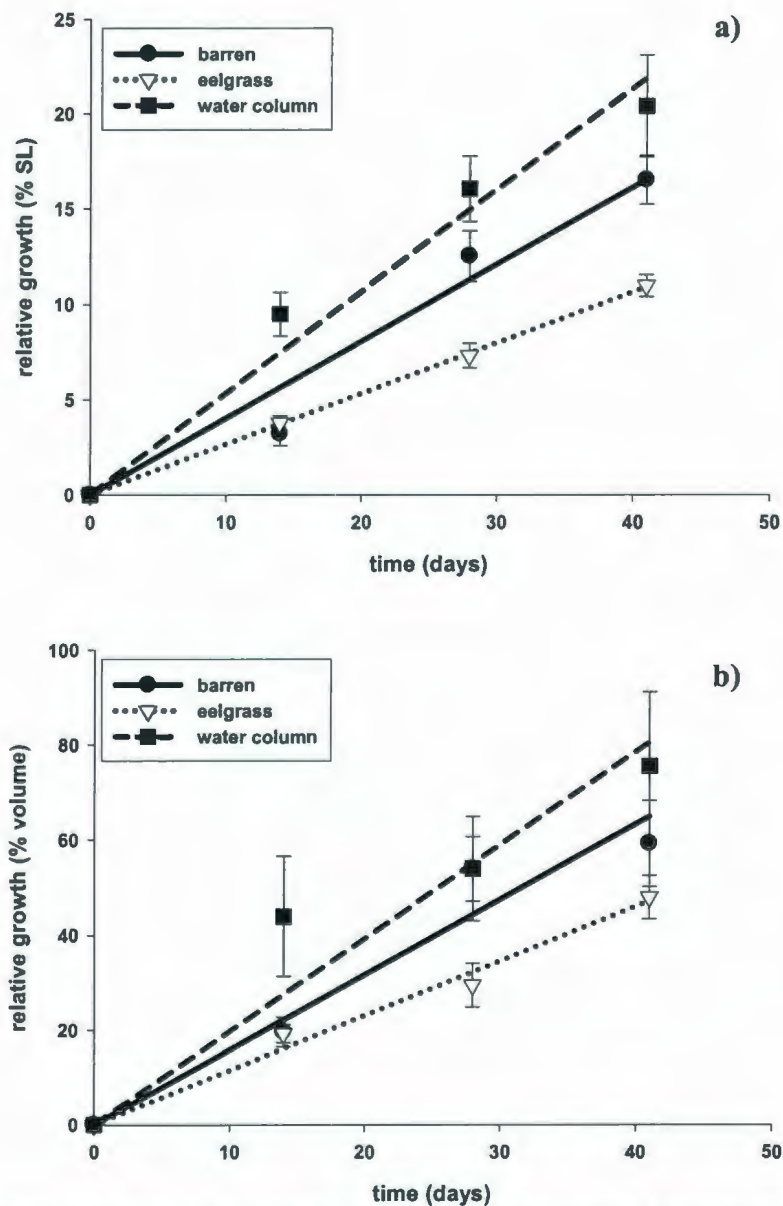 a)
barren
eelgrass
water column
relative growth (% SL)
25
20
15
10
5
0
0 10 20 30 40 50
time (days)
b)
barren
eelgrass
water column
relative growth (% volume)
100
80
60
40
20
0
0 10 20 30 40 50
time (days)